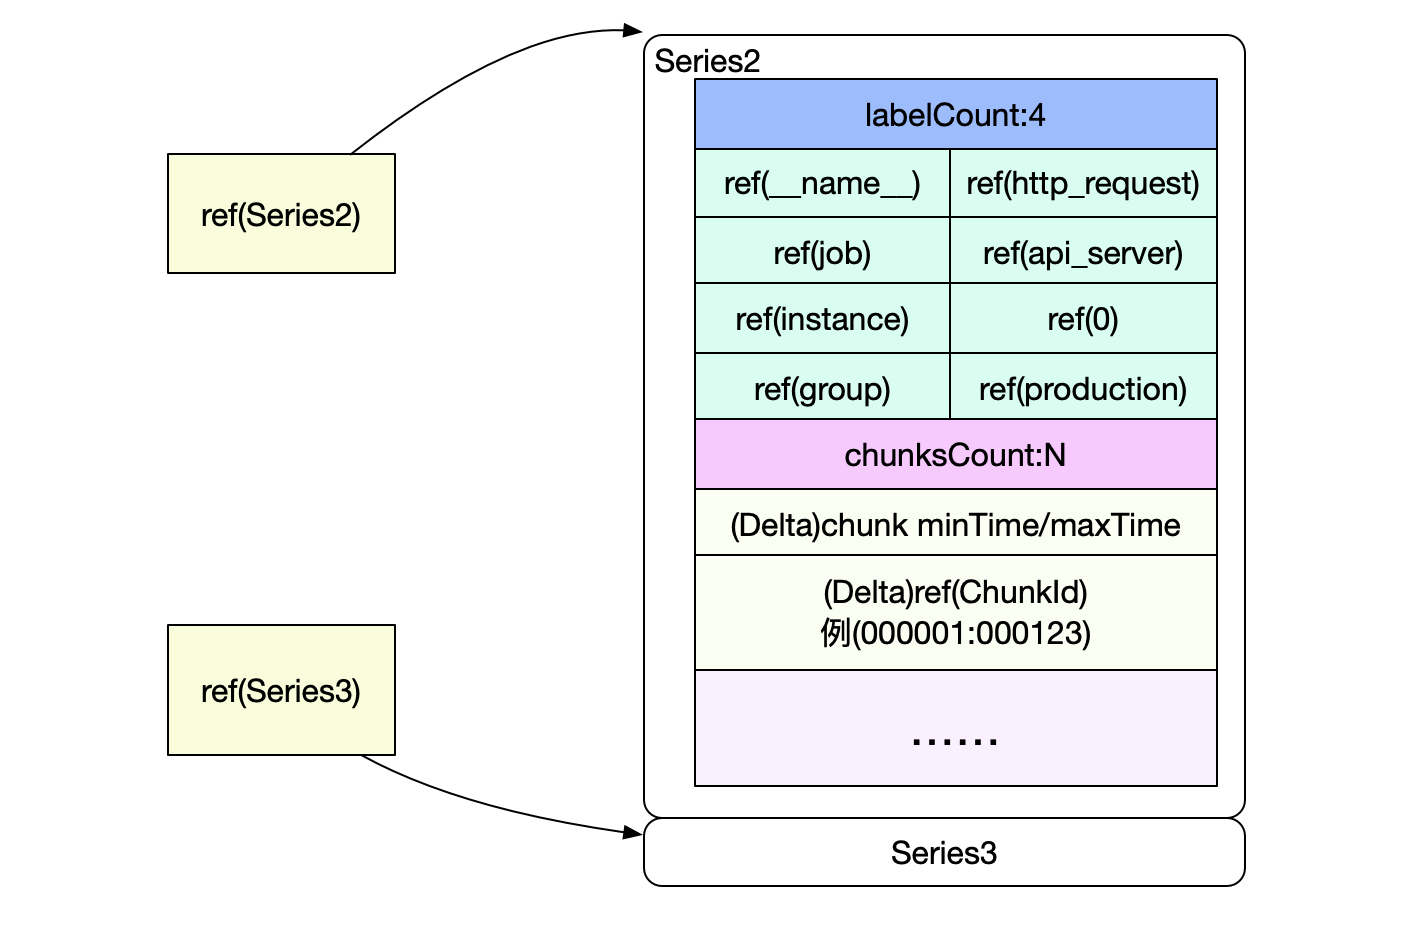 Series2
labelCount:4
ref(__name__) ref(http_request)
ref(Series2)
ref(job) ref(api_server)
ref(instance) ref(0)
ref(group) ref(production)
chunksCount:N
(Delta)chunk minTime/maxTime
(Delta)ref(ChunkId)
例(000001:000123)
ref(Series3)
......
Series3